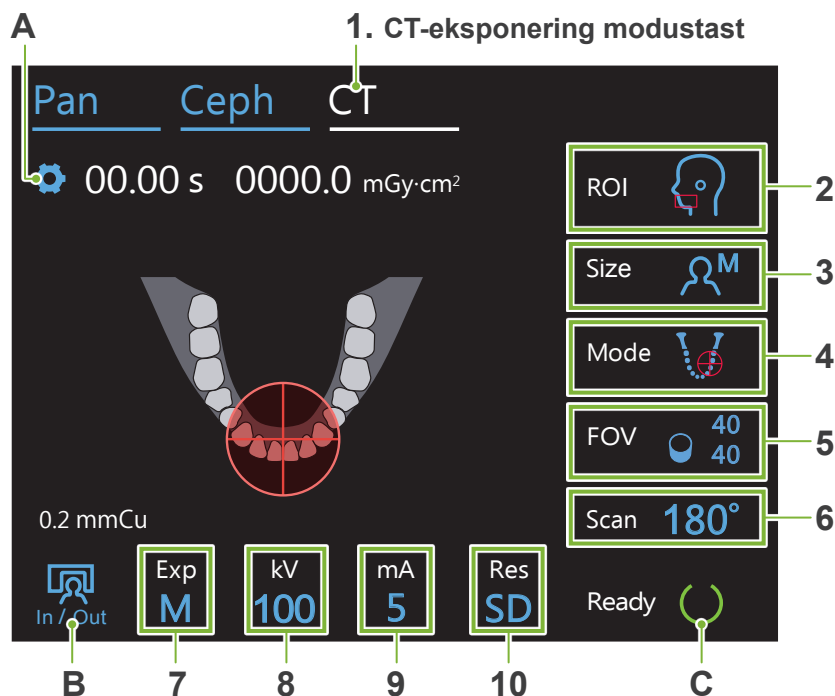 A
1. CT-eksponering modustast
Pan Ceph CT
00.00 s 0000.0 mGy·cm²
ROI
2
Size M
3
Mode
4
FOV 40 40
5
0.2 mmCu
Scan 180°
6
In / Out
Exp M
kV 100
mA 5
Res SD
Ready
B 7 8 9 10 C